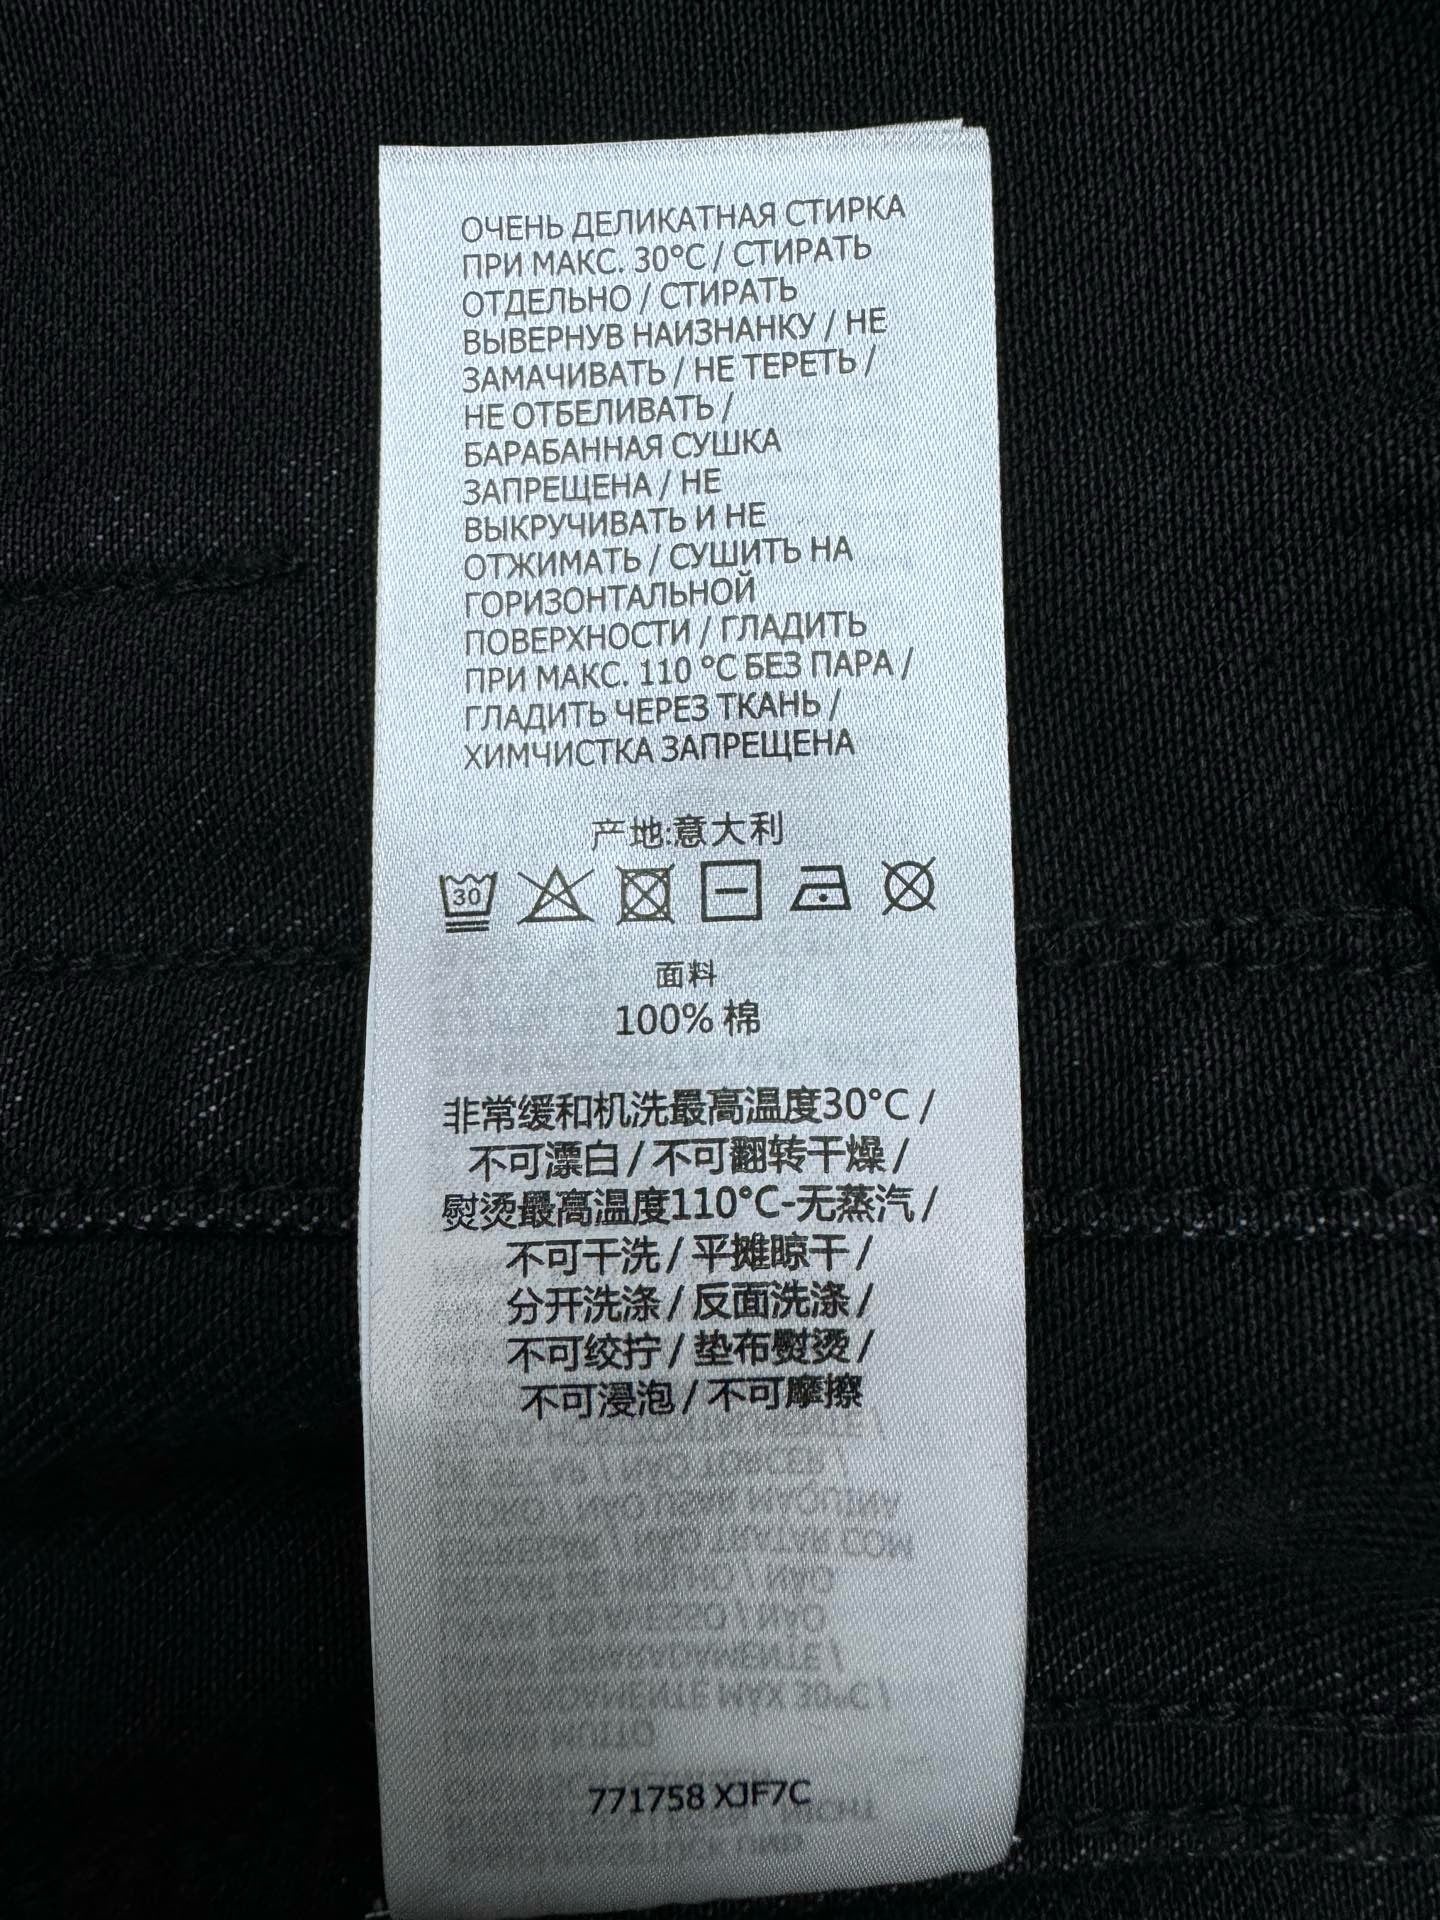 ОЧЕНЬ ДЕЛИКАТНАЯ СТИРКА
ПРИ МАКС. 30°C / СТИРАТЬ
ОТДЕЛЬНО / СТИРАТЬ
ВЫВЕРНУВ НАИЗНАНКУ / НЕ
ЗАМАЧИВАТЬ / НЕ ТЕРЕТЬ /
НЕ ОТБЕЛИВАТЬ /
БАРАБАННАЯ СУШКА
ЗАПРЕЩЕНА / НЕ
ВЫКРУЧИВАТЬ И НЕ
ОТЖИМАТЬ / СУШИТЬ НА
ГОРИЗОНТАЛЬНОЙ
ПОВЕРХНОСТИ / ГЛАДИТЬ
ПРИ МАКС. 110 °C БЕЗ ПАРА /
ГЛАДИТЬ ЧЕРЕЗ ТКАНЬ /
ХИМЧИСТКА ЗАПРЕЩЕНА
产地:意大利
30
面料
100% 棉
非常缓和机洗最高温度30°C /
不可漂白 / 不可翻转干燥 /
熨烫最高温度110°C-无蒸汽 /
不可干洗 / 平摊晾干 /
分开洗涤 / 反面洗涤 /
不可绞拧 / 垫布熨烫 /
不可浸泡 / 不可摩擦
771758 XJF7C